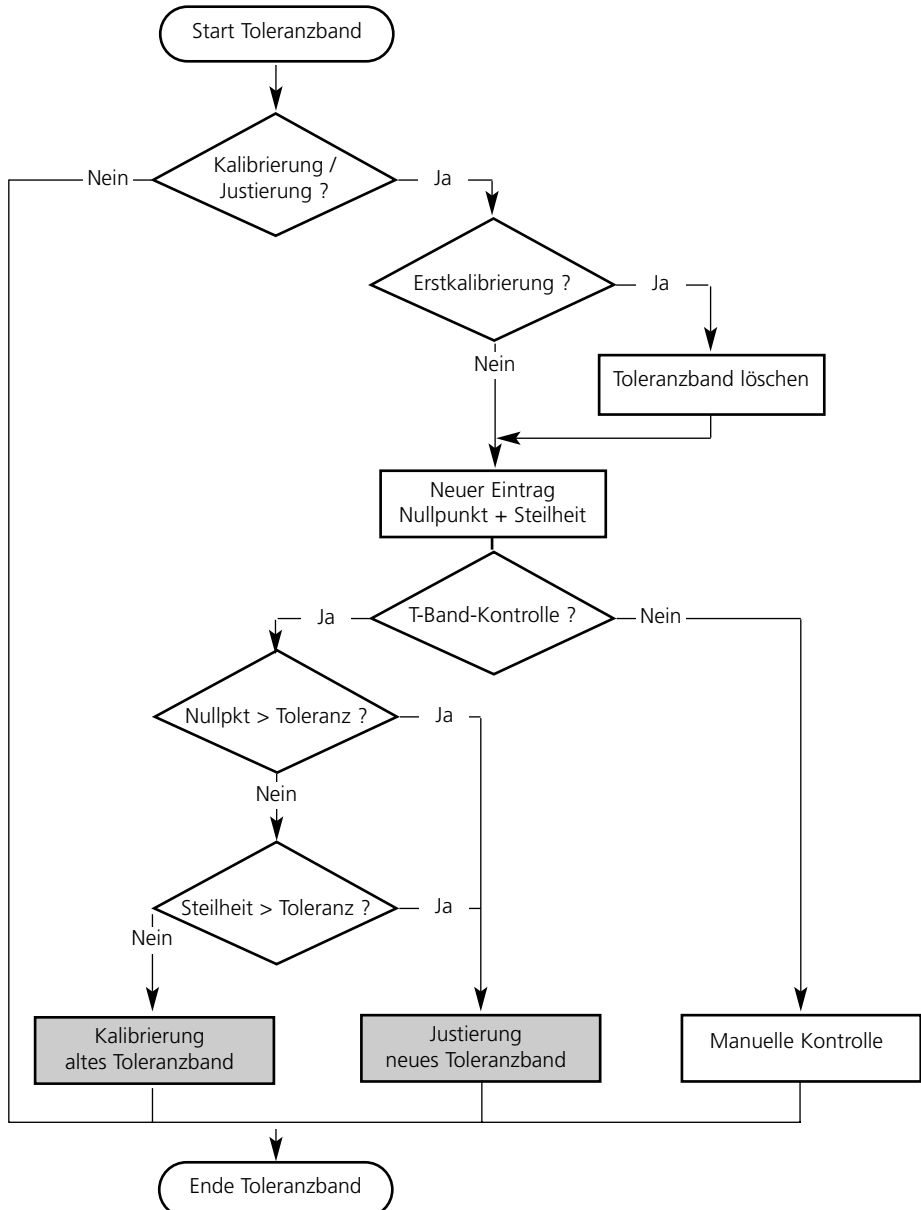 Start Toleranzband
Kalibrierung /
Justierung ?
Nein
Ja
Erstkalibrierung ?
Ja
Nein
Toleranzband löschen
Neuer Eintrag
Nullpunkt + Steilheit
T-Band-Kontrolle ?
Ja
Nein
Nullpkt > Toleranz ?
Ja
Nein
Steilheit > Toleranz ?
Ja
Nein
Kalibrierung
altes Toleranzband
Justierung
neues Toleranzband
Manuelle Kontrolle
Ende Toleranzband